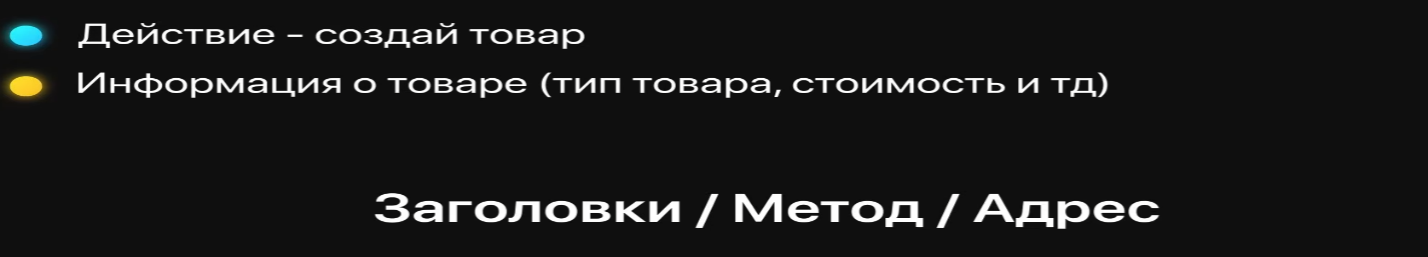 Действие - создай товар
Информация о товаре (тип товара, стоимость и тд)
Заголовки / Метод / Адрес